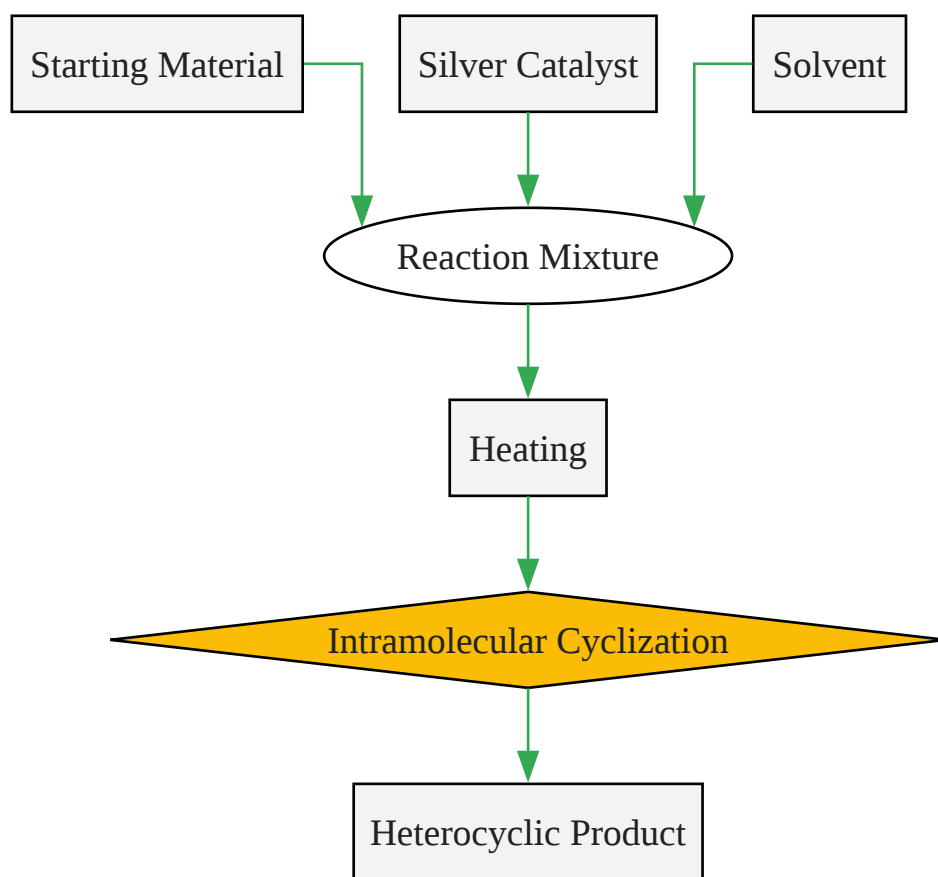 Starting Material
Silver Catalyst
Solvent
Reaction Mixture
Heating
Intramolecular Cyclization
Heterocyclic Product